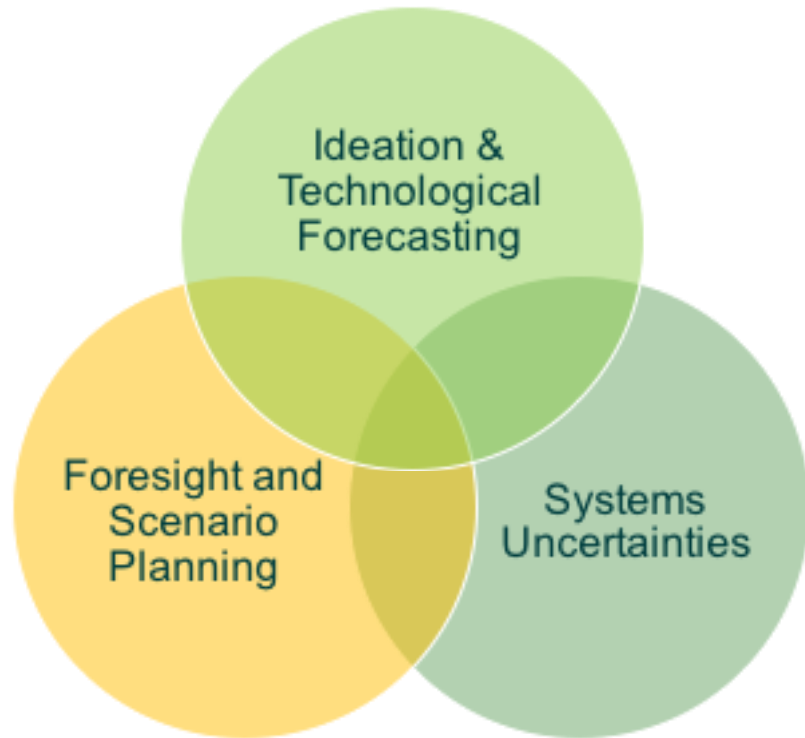 Ideation &
Technological
Forecasting
Foresight and
Scenario
Planning
Systems
Uncertainties